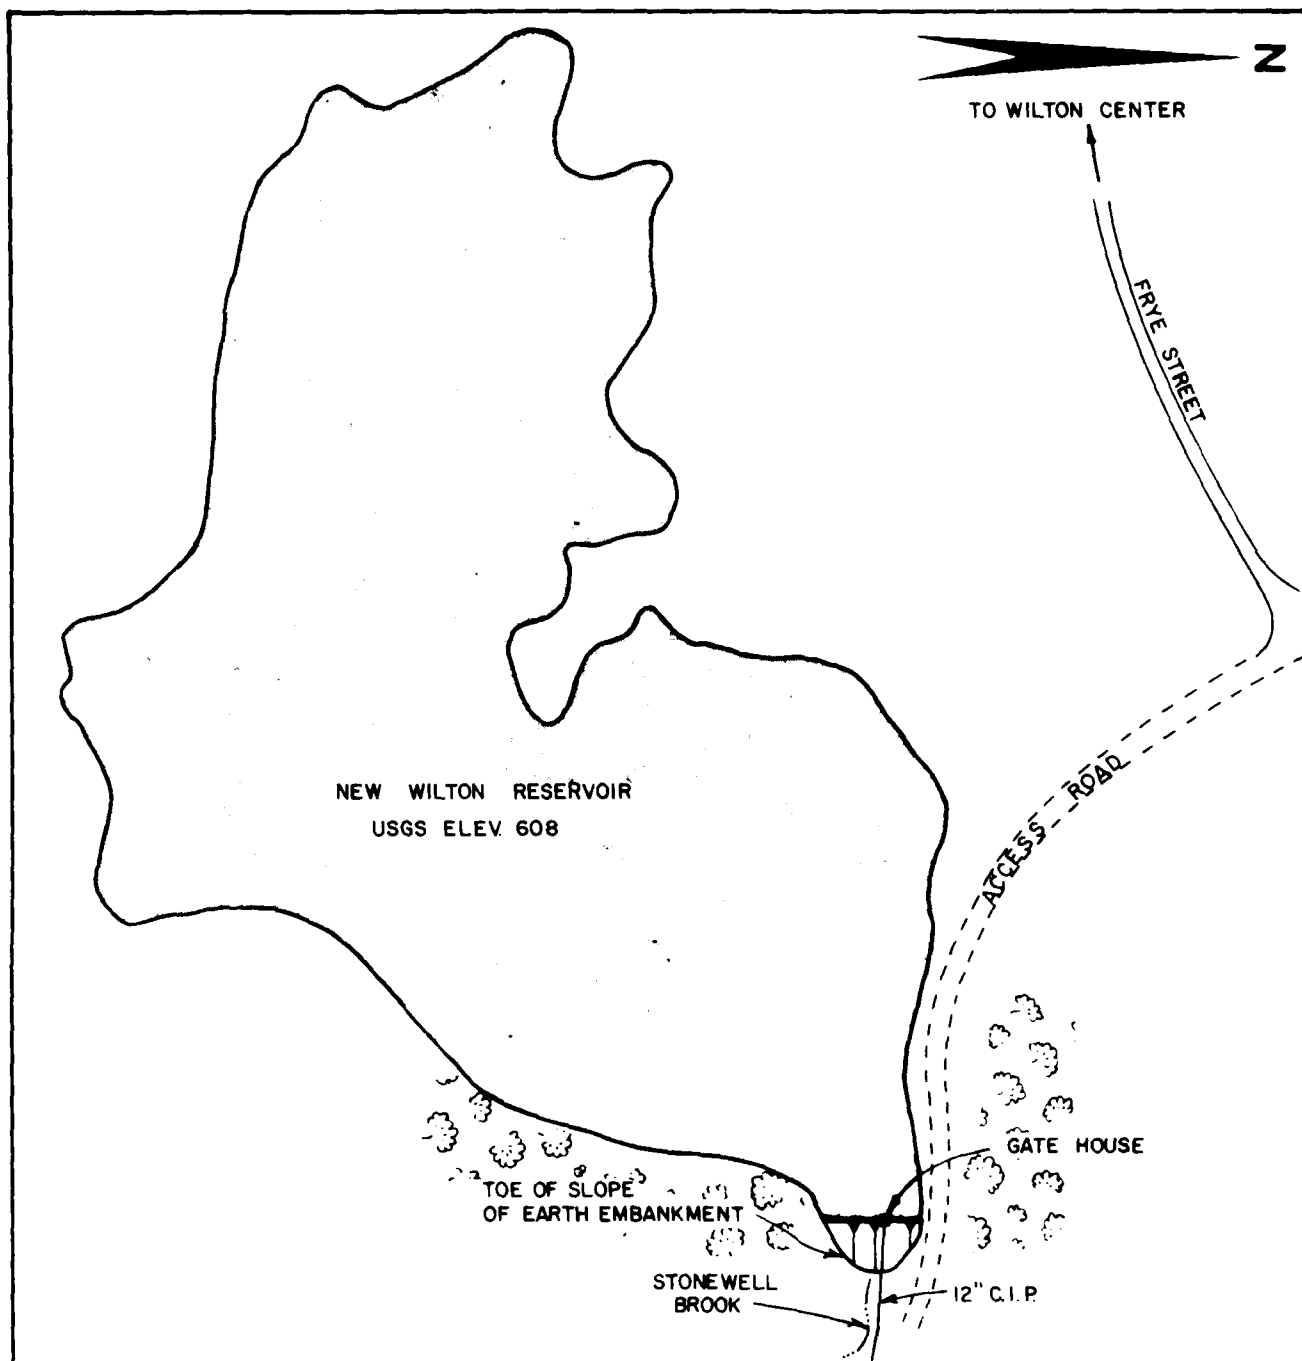 N
TO WILTON CENTER
FRYE STREET
NEW WILTON RESERVOIR
USGS ELEV. 608
ACCESS ROAD
GATE HOUSE
TOE OF SLOPE
OF EARTH EMBANKMENT
STONEWELL
BROOK
12" C.I.P.